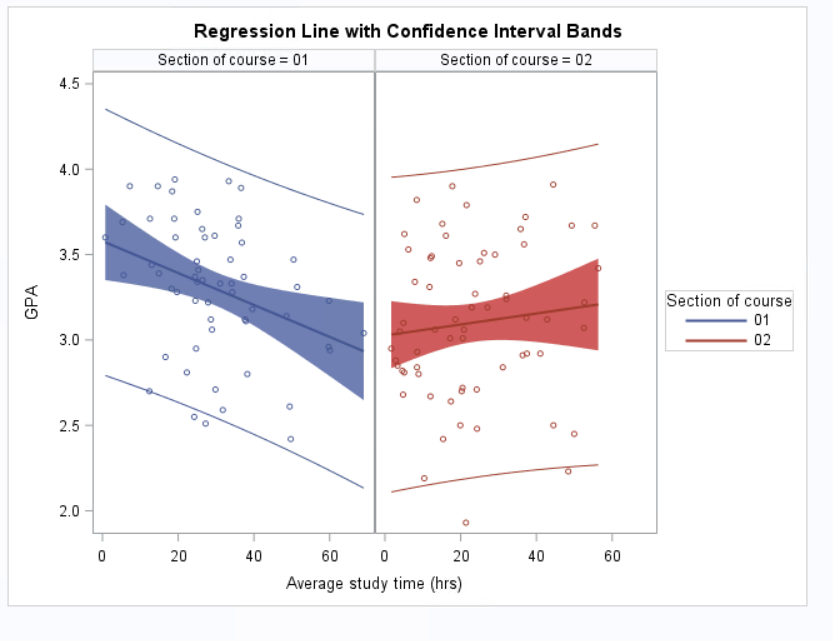 Regression Line with Confidence Interval Bands
Section of course = 01
Section of course = 02
4.5
4.0
3.5
3.0
2.5
2.0
GPA
0 20 40 60 0 20 40 60
Average study time (hrs)
Section of course
01
02